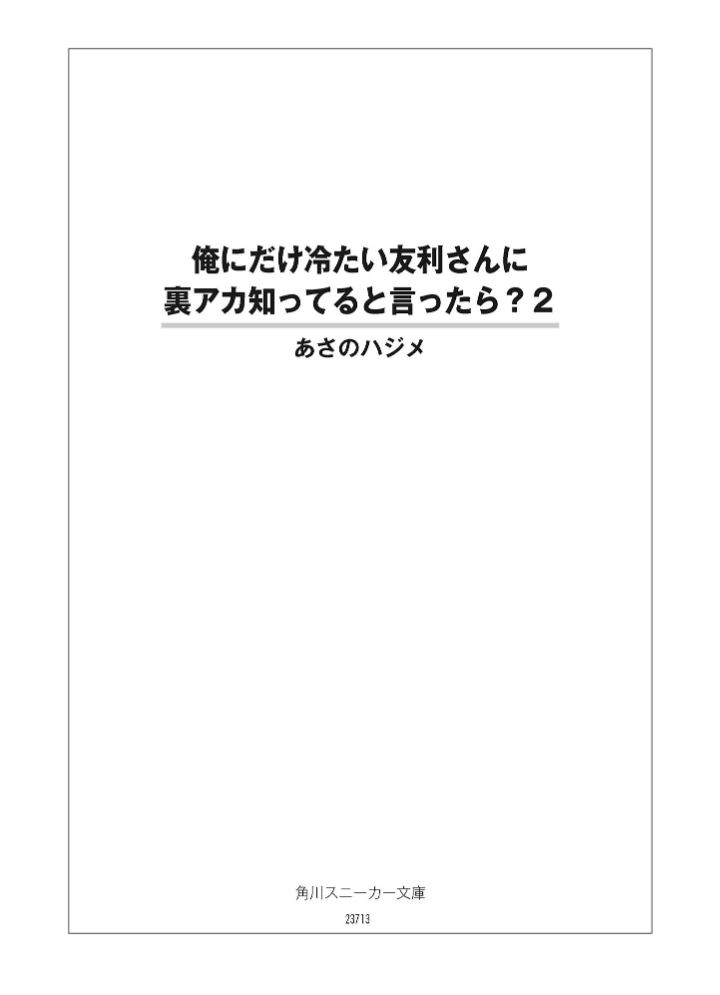 俺にだけ冷たい友利さんに
裏アカ知ってると言ったら？２
あさのハジメ
角川スニーカー文庫
23713